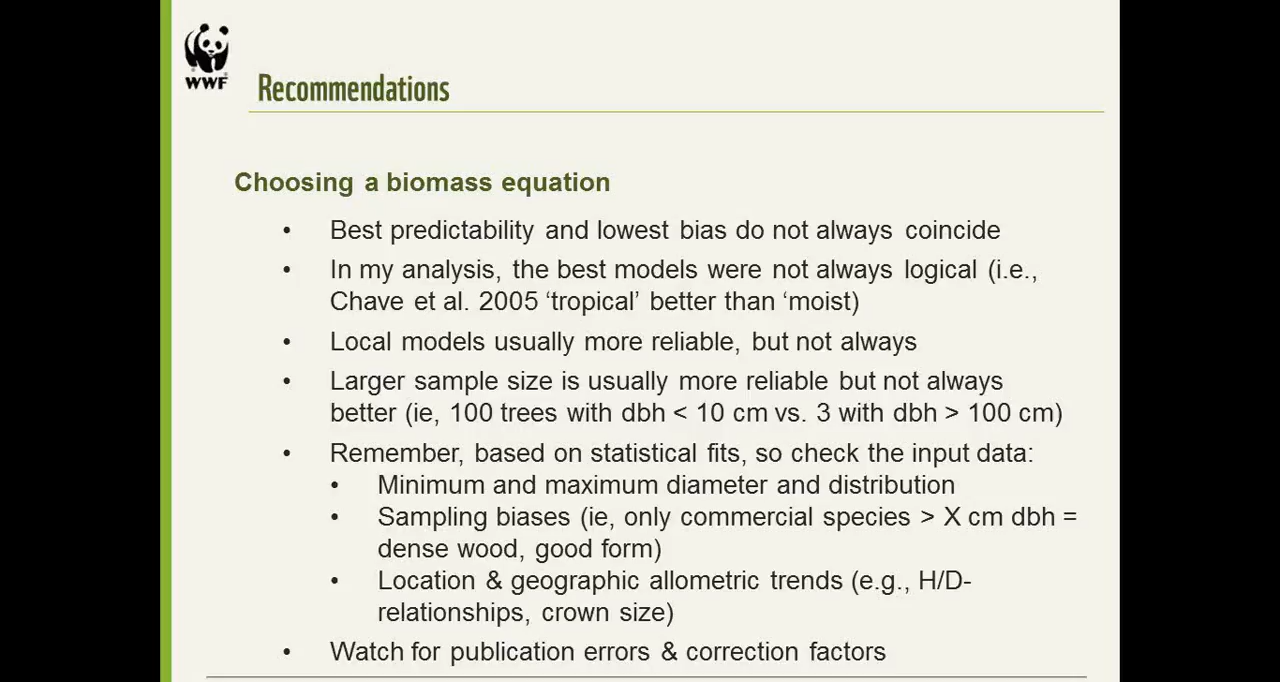 WWF
Recommendations
Choosing a biomass equation
• Best predictability and lowest bias do not always coincide
• In my analysis, the best models were not always logical (i.e.,
Chave et al. 2005 ‘tropical’ better than ‘moist)
• Local models usually more reliable, but not always
• Larger sample size is usually more reliable but not always
better (ie, 100 trees with dbh < 10 cm vs. 3 with dbh > 100 cm)
• Remember, based on statistical fits, so check the input data:
• Minimum and maximum diameter and distribution
• Sampling biases (ie, only commercial species > X cm dbh =
dense wood, good form)
• Location & geographic allometric trends (e.g., H/D-
relationships, crown size)
• Watch for publication errors & correction factors